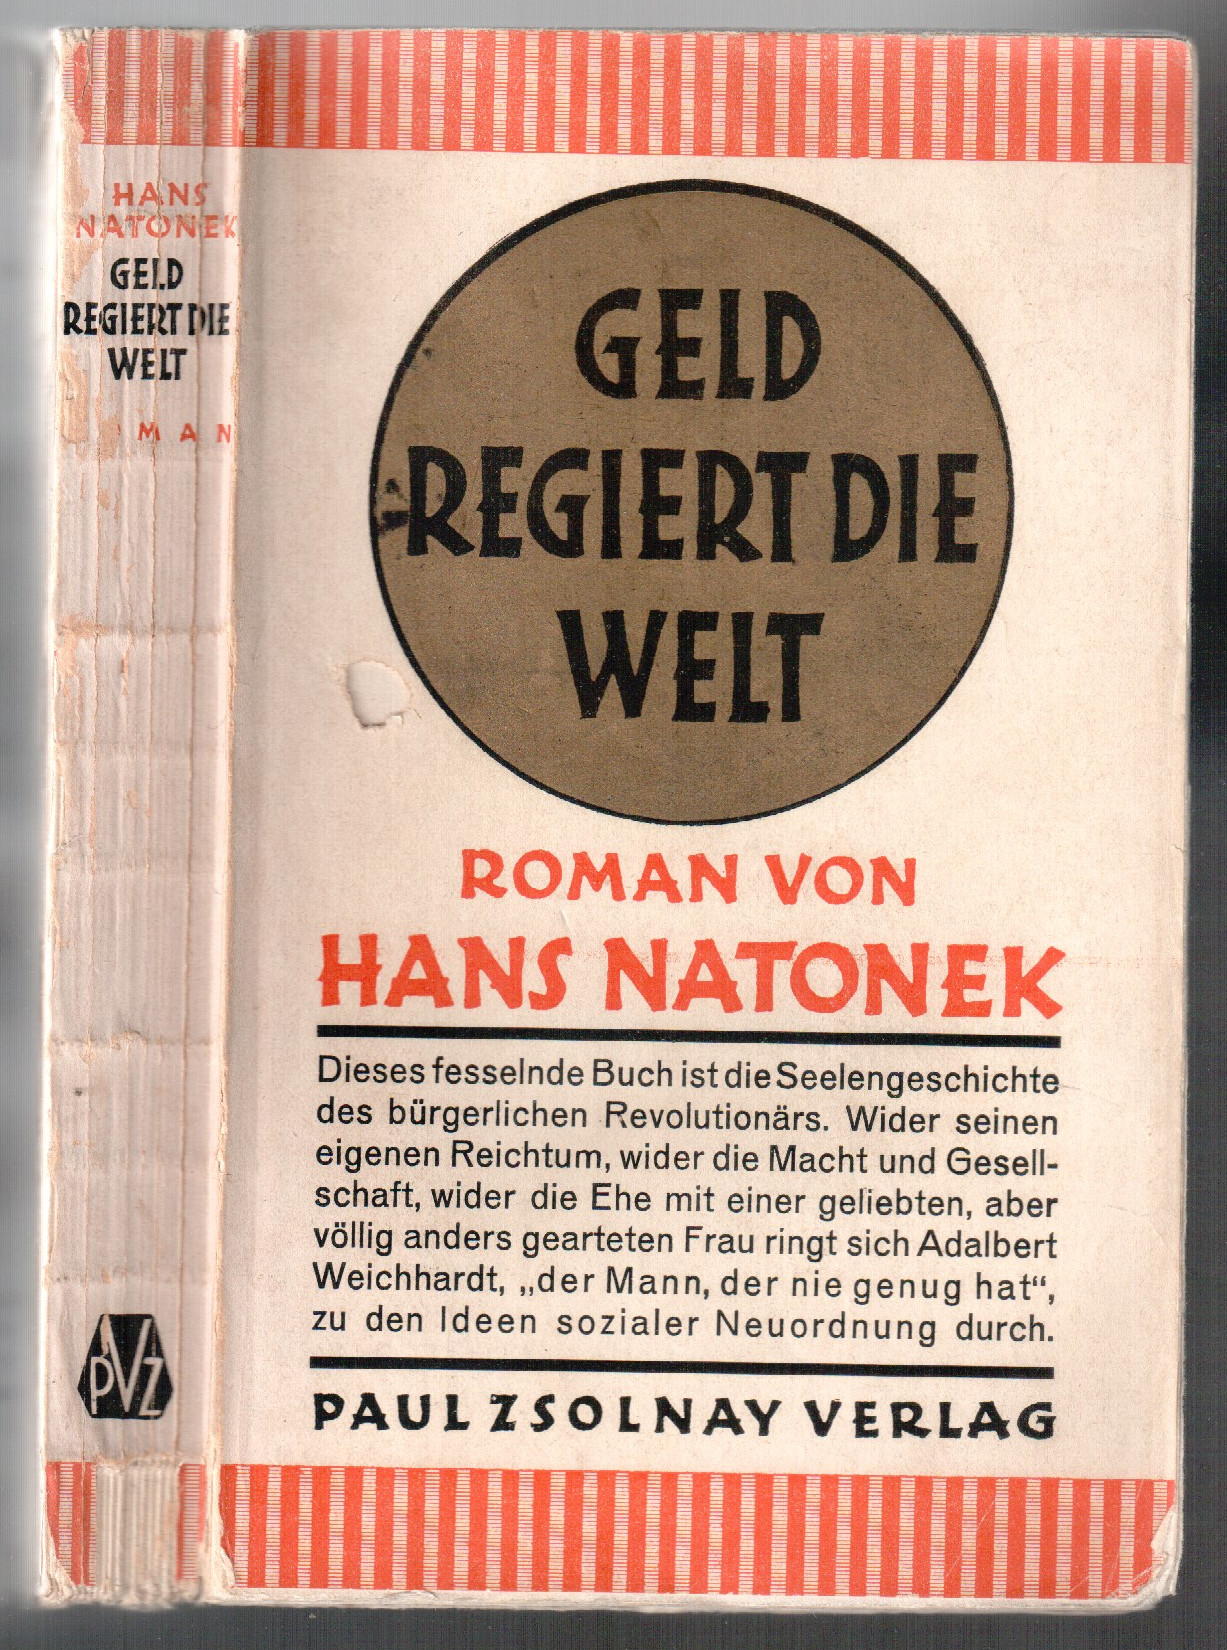 HANS
NATONEK
GELD
REGIERT DIE
WELT
PVZ
GELD
REGIERT DIE
WELT
ROMAN VON
HANS NATONEK
Dieses fesselnde Buch ist die Seelengeschichte
des bürgerlichen Revolutionärs. Wider seinen
eigenen Reichtum, wider die Macht und Gesell-
schaft, wider die Ehe mit einer geliebten, aber
völlig anders gearteten Frau ringt sich Adalbert
Weichhardt, „der Mann, der nie genug hat“,
zu den Ideen sozialer Neuordnung durch.
PAUL ZSOLNAY VERLAG